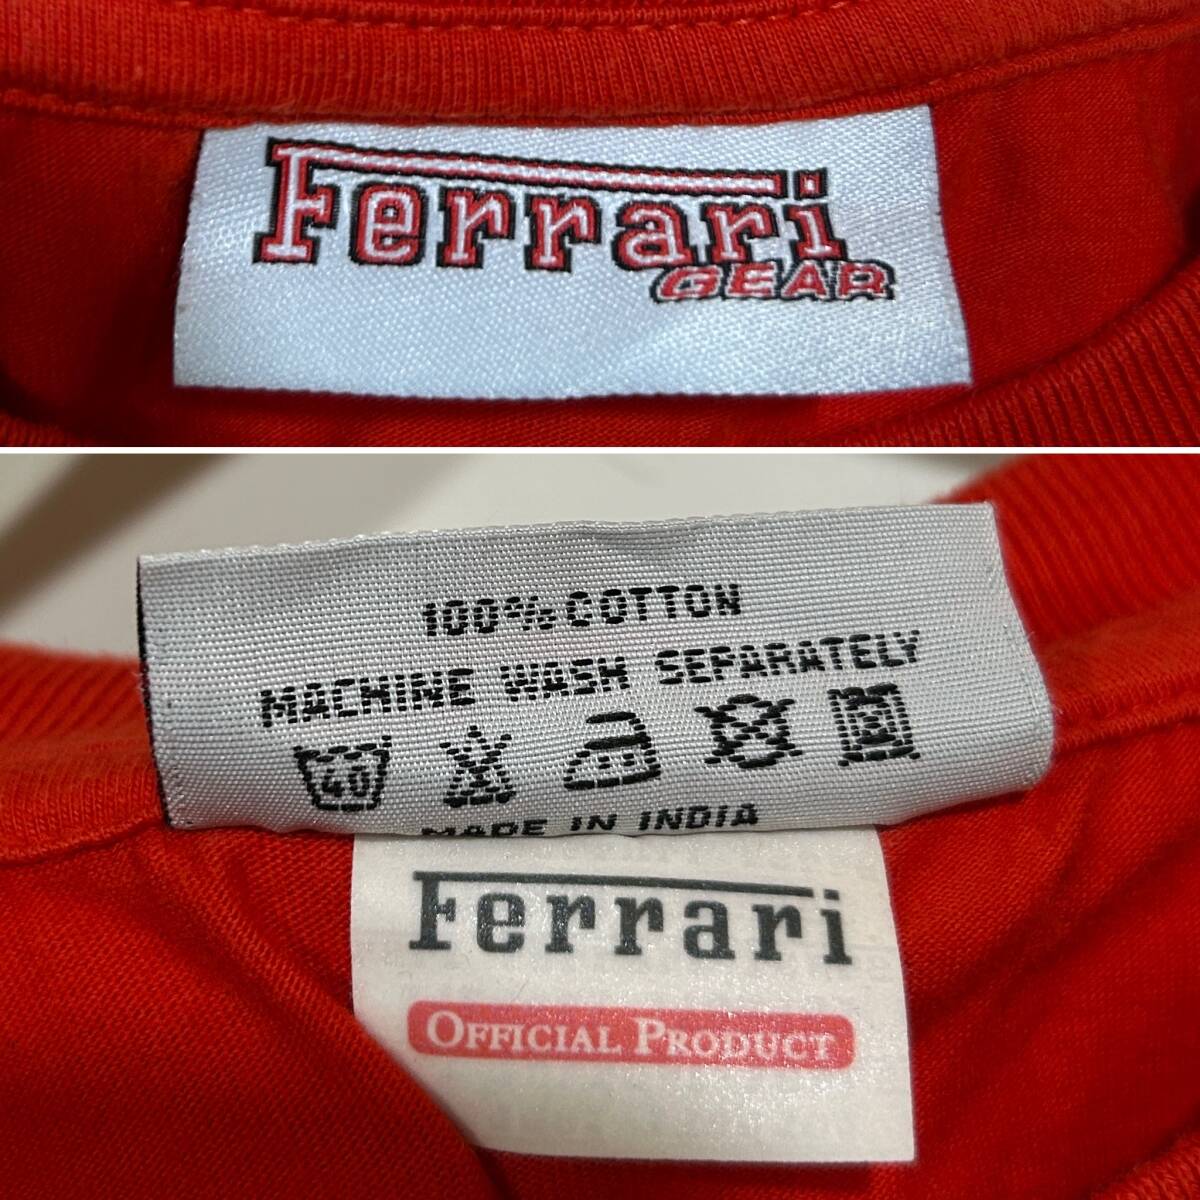 Ferrari
GEAR
100% COTTON
MACHINE WASH SEPARATELY
40
MADE IN INDIA
Ferrari
OFFICIAL PRODUCT